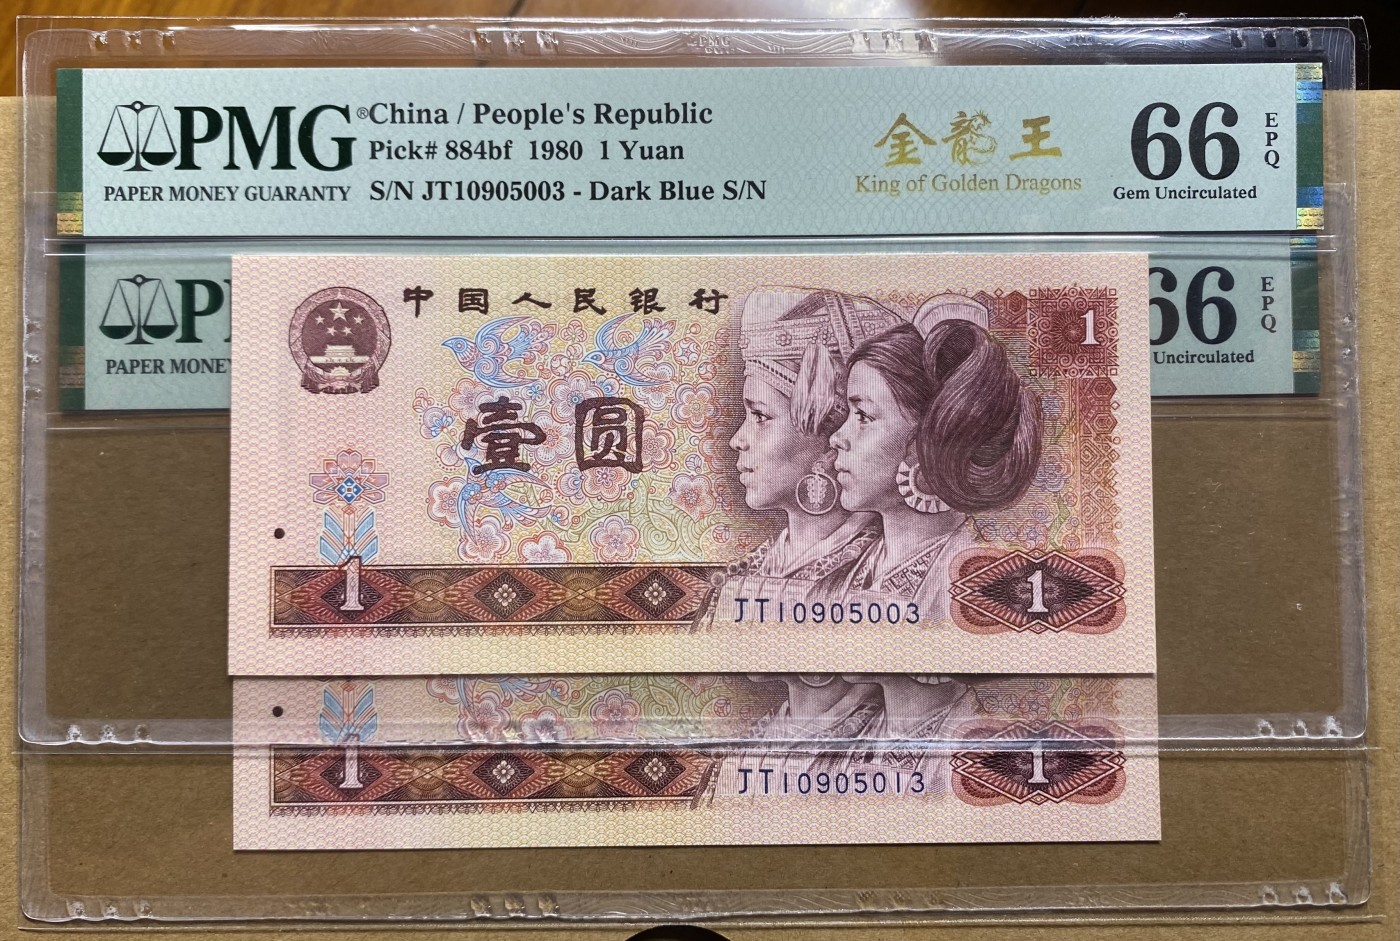 PMG
CGC
PMG® China / People's Republic
Pick# 884bf 1980 1 Yuan
PAPER MONEY GUARANTY
S/N JT10905003 - Dark Blue S/N
金龍王
King of Golden Dragons
66 EPQ
Gem Uncirculated
P
PAPER MONEY
66 EPQ
Uncirculated
中国人民银行
1
壹圆
1
JT10905003
1
1
JT10905013
1